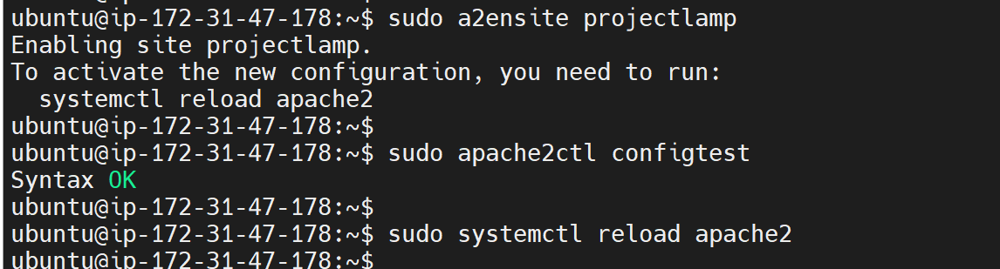 ubuntu@ip-172-31-47-178:~$ sudo a2ensite projectlamp
Enabling site projectlamp.
To activate the new configuration, you need to run:
  systemctl reload apache2
ubuntu@ip-172-31-47-178:~$
ubuntu@ip-172-31-47-178:~$ sudo apache2ctl configtest
Syntax OK
ubuntu@ip-172-31-47-178:~$
ubuntu@ip-172-31-47-178:~$ sudo systemctl reload apache2
ubuntu@ip-172-31-47-178:~$